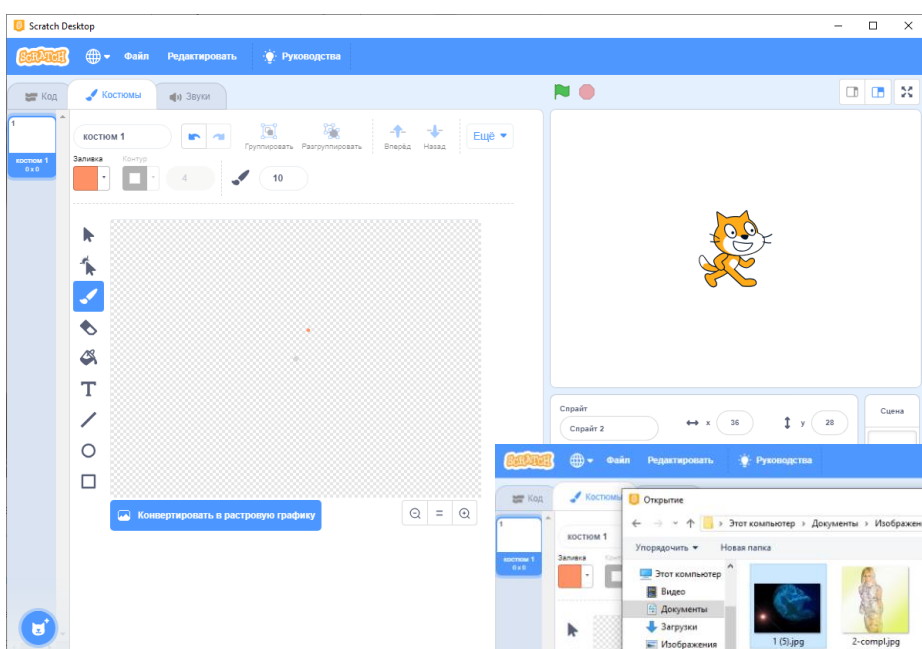 Scratch Desktop
SCRATCH Файл Редактировать Руководства
Код Костюмы Звуки
1
костюм 1
0 x 0
костюм 1
Группировать Разгруппировать Вперёд Назад Ещё
Заливка Контур
4 10
T
Конвертировать в растровую графику
Спрайт
Спрайт 2 x 36 y 28
Сцена
SCRATCH Файл Редактировать Руководства
Код Костюмы
Открытие
Этот компьютер › Документы › Изображен
1
костюм 1
0 x 0
костюм 1
Упорядочить Новая папка
Заливка
Этот компьютер
Видео
Документы
Загрузки
Изображения
1 (5).jpg 2-compl.jpg